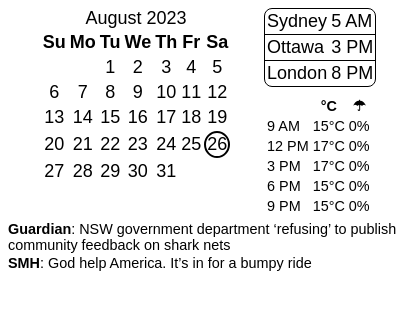 August 2023
Su Mo Tu We Th Fr Sa
1 2 3 4 5
6 7 8 9 10 11 12
13 14 15 16 17 18 19
20 21 22 23 24 25 26
27 28 29 30 31
Sydney 5 AM
Ottawa 3 PM
London 8 PM
°C ☂
9 AM 15°C 0%
12 PM 17°C 0%
3 PM 17°C 0%
6 PM 15°C 0%
9 PM 15°C 0%
Guardian: NSW government department ‘refusing’ to publish
community feedback on shark nets
SMH: God help America. It’s in for a bumpy ride